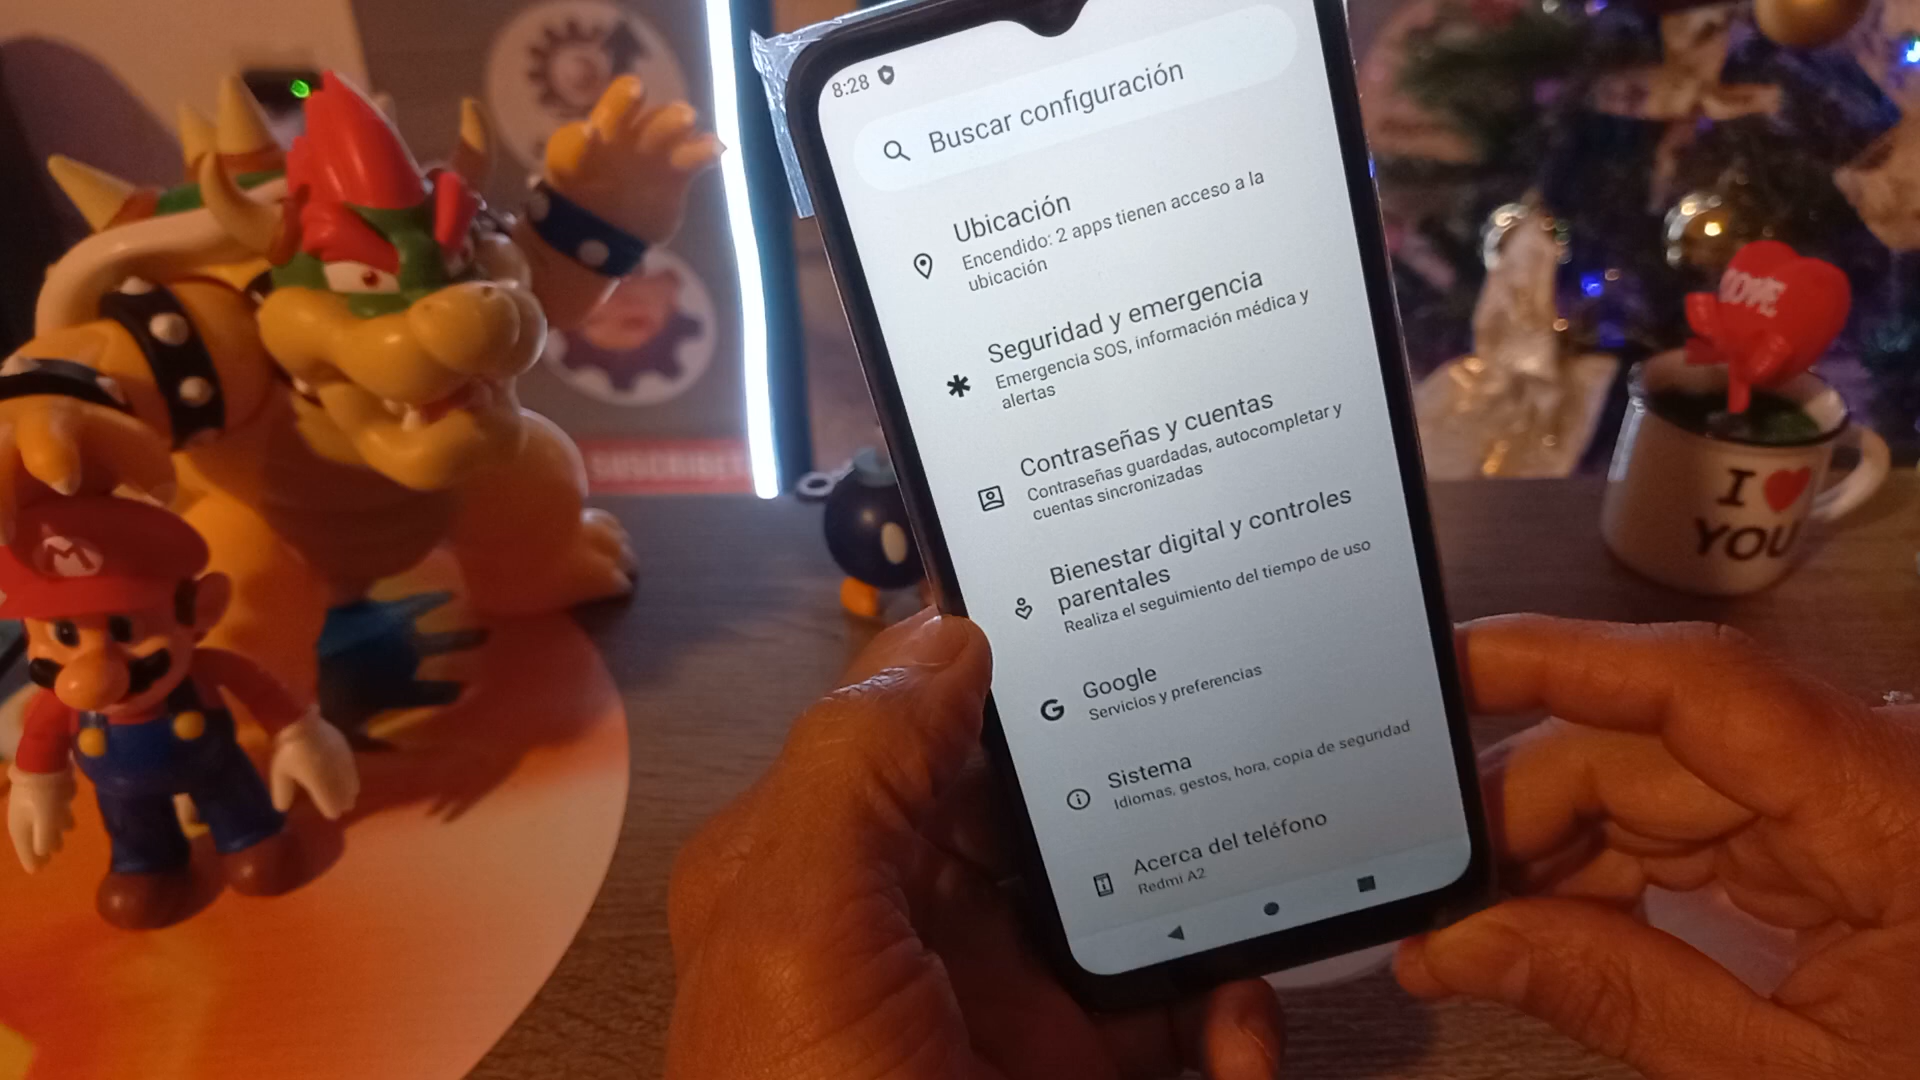 8:28
Buscar configuración
Ubicación
Encendido: 2 apps tienen acceso a la
ubicación
Seguridad y emergencia
Emergencia SOS, información médica y
alertas
Contraseñas y cuentas
Contraseñas guardadas, autocompletar y
cuentas sincronizadas
Bienestar digital y controles
parentales
Realiza el seguimiento del tiempo de uso
Google
Servicios y preferencias
Sistema
Idiomas, gestos, hora, copia de seguridad
Acerca del teléfono
Redmi A2
M
LOVE
I
YOU